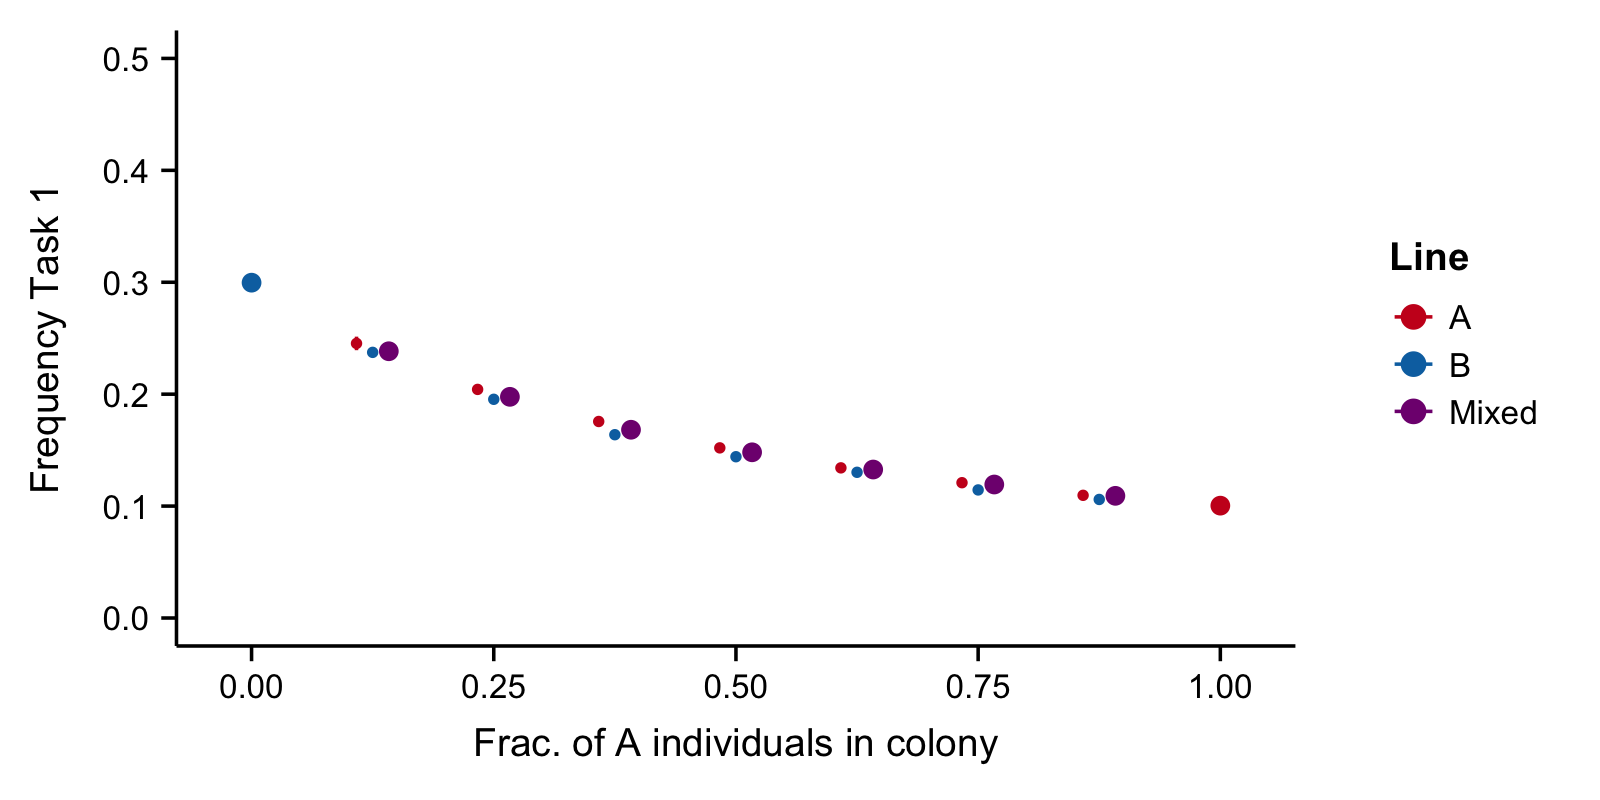 0.5
0.4
0.3
0.2
0.1
0.0
Frequency Task 1
0.00 0.25 0.50 0.75 1.00
Frac. of A individuals in colony
Line
A
B
Mixed